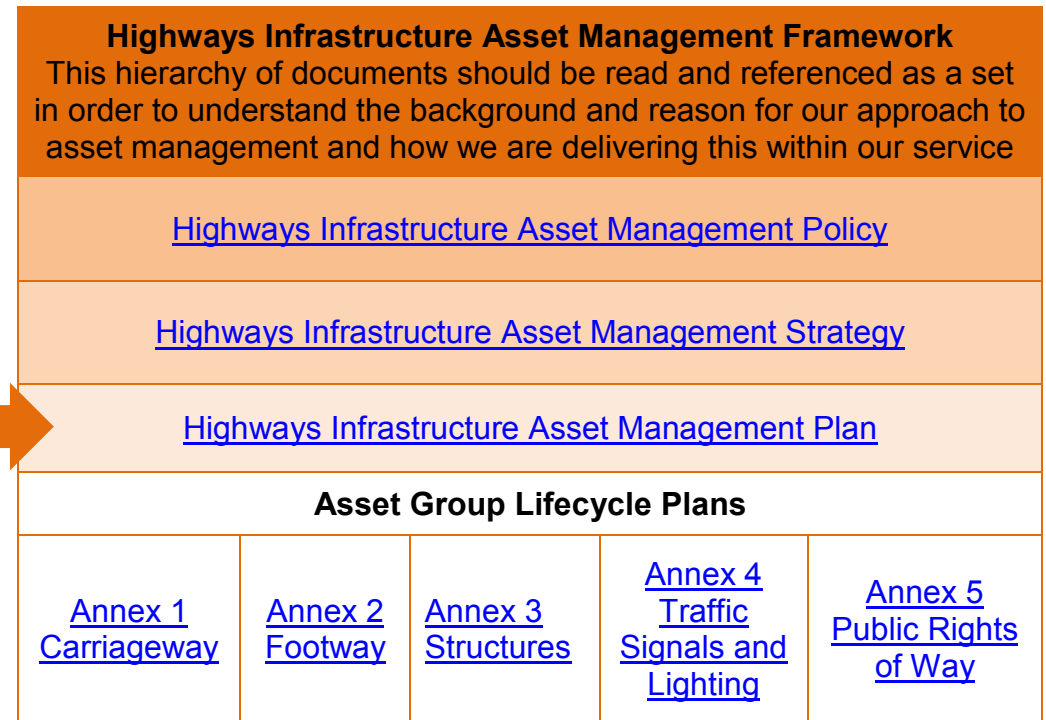 Highways Infrastructure Asset Management Framework
This hierarchy of documents should be read and referenced as a set
in order to understand the background and reason for our approach to
asset management and how we are delivering this within our service
Highways Infrastructure Asset Management Policy
Highways Infrastructure Asset Management Strategy
Highways Infrastructure Asset Management Plan
Asset Group Lifecycle Plans
Annex 1
Carriageway
Annex 2
Footway
Annex 3
Structures
Annex 4
Traffic
Signals and
Lighting
Annex 5
Public Rights
of Way